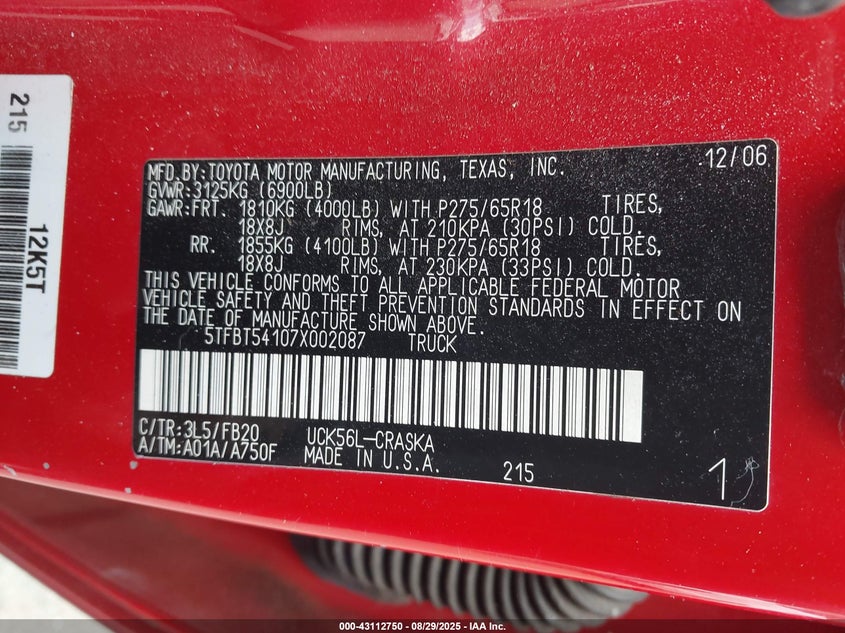 215
12K5T
MFD.BY:TOYOTA MOTOR MANUFACTURING, TEXAS, INC. 12/06
GVWR:3125KG (6900LB)
GAWR:FRT. 1810KG (4000LB) WITH P275/65R18 TIRES,
18X8J RIMS, AT 210KPA (30PSI) COLD.
RR. 1855KG (4100LB) WITH P275/65R18 TIRES,
18X8J RIMS, AT 230KPA (33PSI) COLD.
THIS VEHICLE CONFORMS TO ALL APPLICABLE FEDERAL MOTOR
VEHICLE SAFETY AND THEFT PREVENTION STANDARDS IN EFFECT ON
THE DATE OF MANUFACTURE SHOWN ABOVE.
5TFBT54107X002087 TRUCK
C/TR:3L5/FB20 UCK56L-CRASKA
A/TM:A01A/A750F MADE IN U.S.A. 215 1
000-43112750 - 08/29/2025 - IAA Inc.